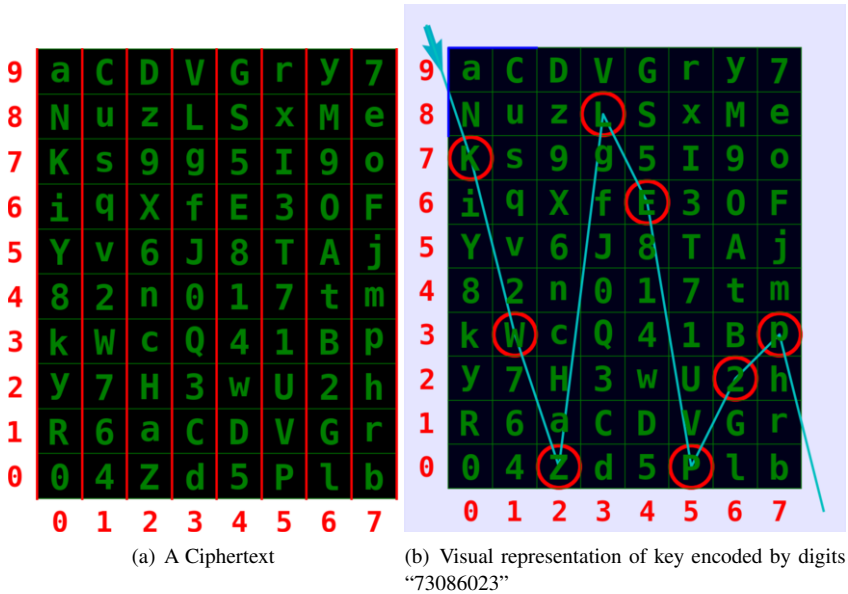 9 a C D V G r y 7
8 N u z L S x M e
7 K s 9 g 5 I 9 o
6 i q X f E 3 O F
5 Y v 6 J 8 T A j
4 8 2 n 0 1 7 t m
3 k W c Q 4 1 B p
2 y 7 H 3 w U 2 h
1 R 6 a C D V G r
0 0 4 Z d 5 P l b
0 1 2 3 4 5 6 7
(a) A Ciphertext
9 a C D V G r y 7
8 N u z L S x M e
7 K s 9 g 5 I 9 o
6 i q X f E 3 O F
5 Y v 6 J 8 T A j
4 8 2 n 0 1 7 t m
3 k W c Q 4 1 B p
2 y 7 H 3 w U 2 h
1 R 6 a C D V G r
0 0 4 Z d 5 P l b
0 1 2 3 4 5 6 7
(b) Visual representation of key encoded by digits
“73086023”